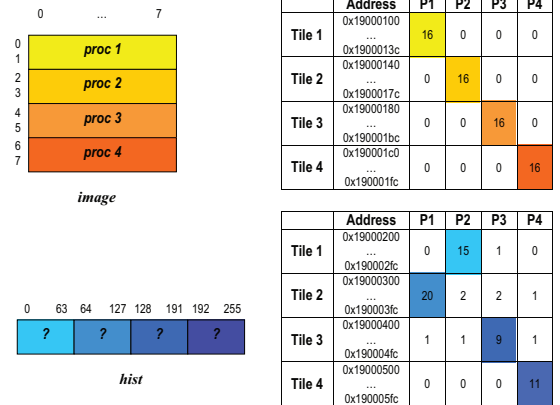 0 ... 7
0
1
proc 1
2
3
proc 2
4
5
proc 3
6
7
proc 4
image
Address P1 P2 P3 P4
Tile 1 0x19000100 ... 0x1900013c 16 0 0 0
Tile 2 0x19000140 ... 0x1900017c 0 16 0 0
Tile 3 0x19000180 ... 0x190001bc 0 0 16 0
Tile 4 0x190001c0 ... 0x190001fc 0 0 0 16
0 63 64 127 128 191 192 255
? ? ? ?
hist
Address P1 P2 P3 P4
Tile 1 0x19000200 ... 0x190002fc 0 15 1 0
Tile 2 0x19000300 ... 0x190003fc 20 2 2 1
Tile 3 0x19000400 ... 0x190004fc 1 1 9 1
Tile 4 0x19000500 ... 0x190005fc 0 0 0 11